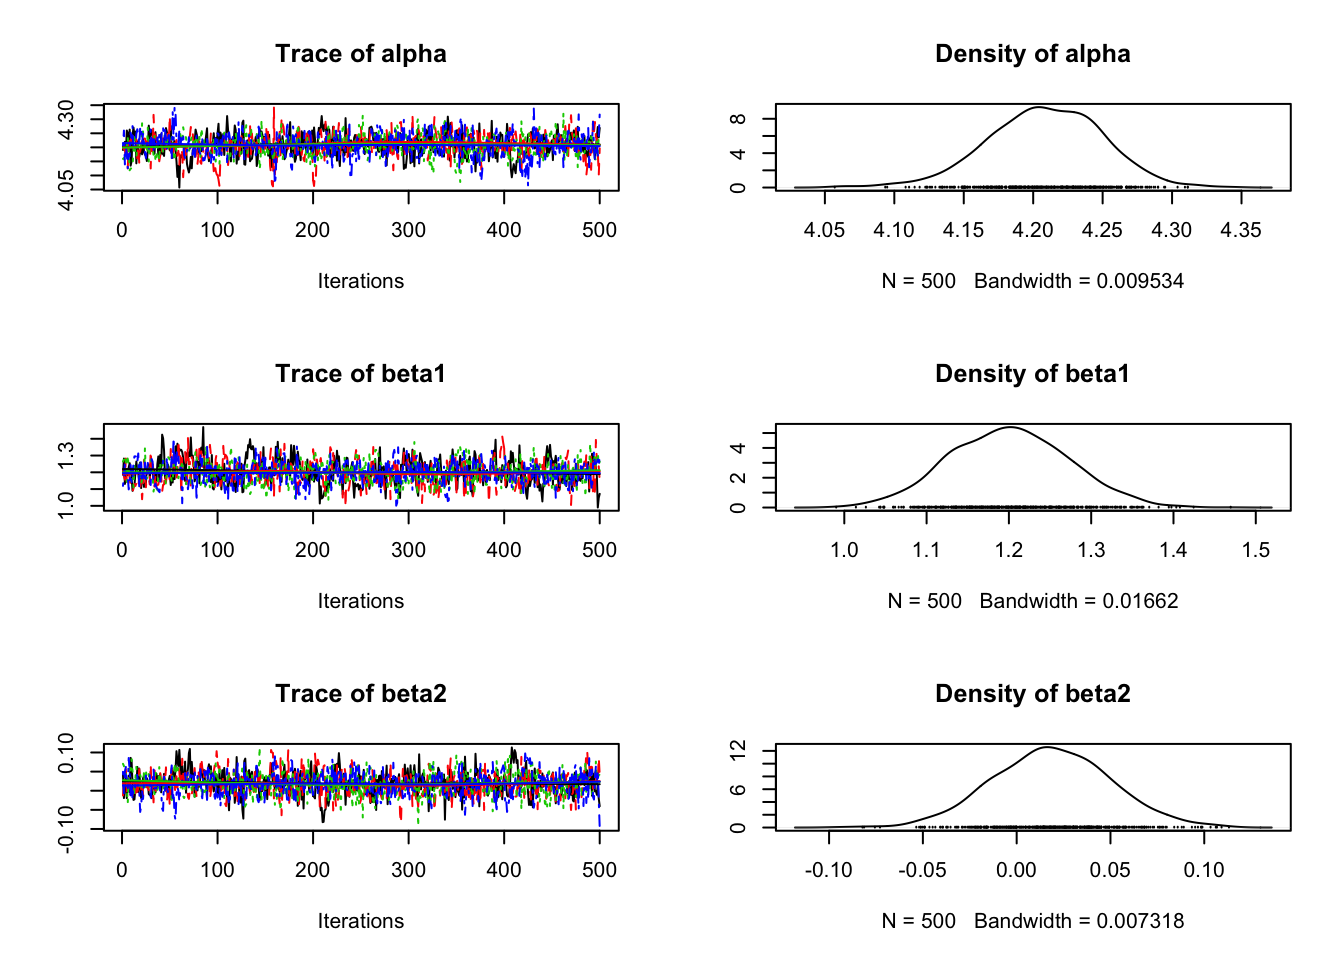 Trace of alpha
4.05 4.30
0 100 200 300 400 500
Iterations
Density of alpha
0 4 8
4.05 4.10 4.15 4.20 4.25 4.30 4.35
N = 500 Bandwidth = 0.009534
Trace of beta1
1.0 1.3
0 100 200 300 400 500
Iterations
Density of beta1
0 2 4
1.0 1.1 1.2 1.3 1.4 1.5
N = 500 Bandwidth = 0.01662
Trace of beta2
-0.10 0.10
0 100 200 300 400 500
Iterations
Density of beta2
0 6 12
-0.10 -0.05 0.00 0.05 0.10
N = 500 Bandwidth = 0.007318